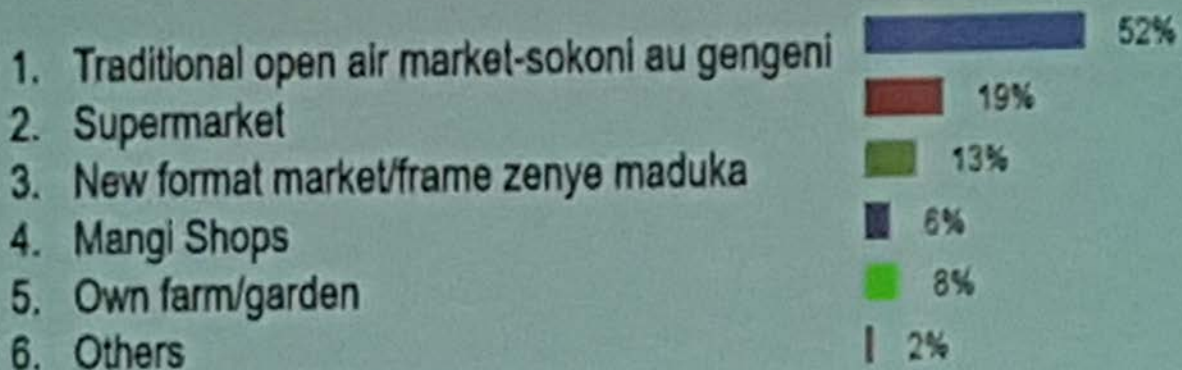 1. Traditional open air market-sokoni au gengeni 52%
2. Supermarket 19%
3. New format market/frame zenye maduka 13%
4. Mangi Shops 6%
5. Own farm/garden 8%
6. Others 2%